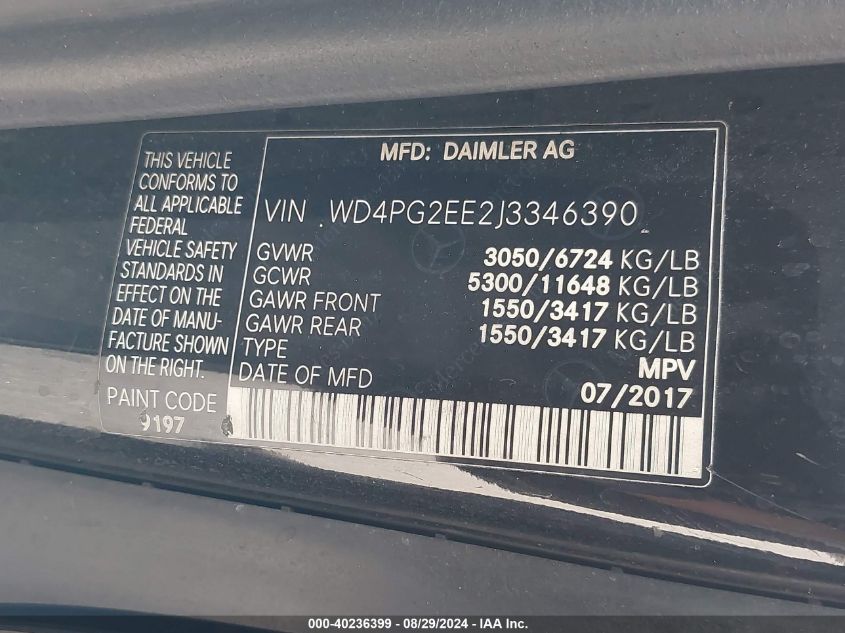 THIS VEHICLE
CONFORMS TO
ALL APPLICABLE
FEDERAL
VEHICLE SAFETY
STANDARDS IN
EFFECT ON THE
DATE OF MANU-
FACTURE SHOWN
ON THE RIGHT.
PAINT CODE
9197
MFD: DAIMLER AG
VIN WD4PG2EE2J3346390
GVWR 3050/6724 KG/LB
GCWR 5300/11648 KG/LB
GAWR FRONT 1550/3417 KG/LB
GAWR REAR 1550/3417 KG/LB
TYPE MPV
DATE OF MFD 07/2017
000-40236399 - 08/29/2024 - IAA, Inc.